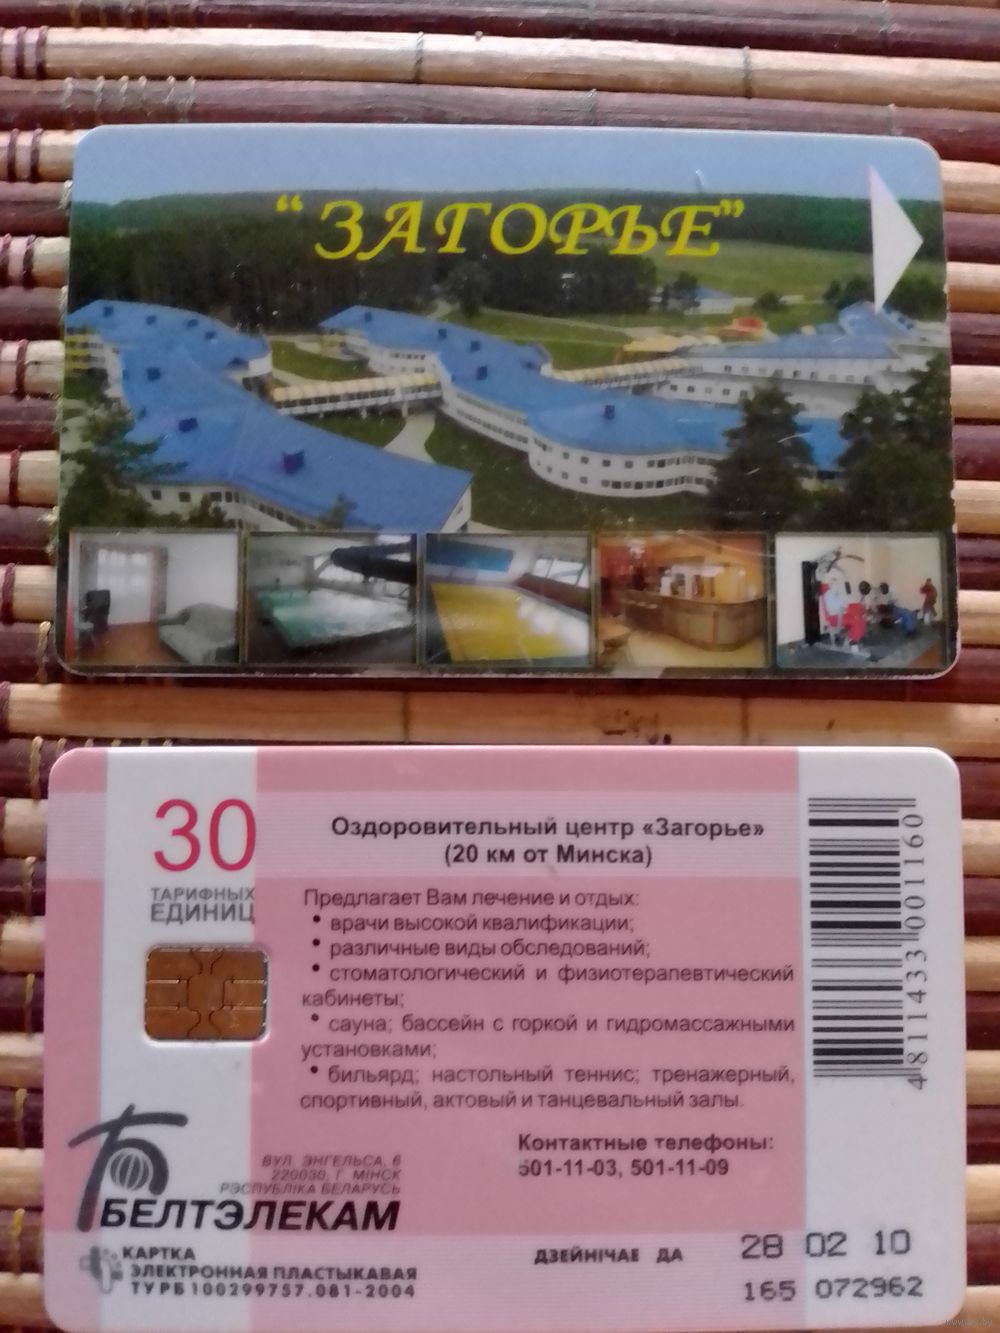 “ЗАГОРЬЕ”
30
ТАРИФНЫХ
ЕДИНИЦ
Оздоровительный центр «Загорье»
(20 км от Минска)
Предлагает Вам лечение и отдых:
• врачи высокой квалификации;
• различные виды обследований;
• стоматологический и физиотерапевтический
кабинеты;
• сауна; бассейн с горкой и гидромассажными
установками;
• бильярд; настольный теннис; тренажерный,
спортивный, актовый и танцевальный залы.
Контактные телефоны:
501-11-03, 501-11-09
4811433001160
ВУЛ. ЭНГЕЛЬСА, 6
220030, Г. МІНСК
РЭСПУБЛІКА БЕЛАРУСЬ
БЕЛТЭЛЕКАМ
КАРТКА
ЭЛЕКТРОННАЯ ПЛАСТЫКАВАЯ
ТУ РБ 100299757.081-2004
ДЗЕЙНІЧАЕ ДА 28 02 10
165 072962